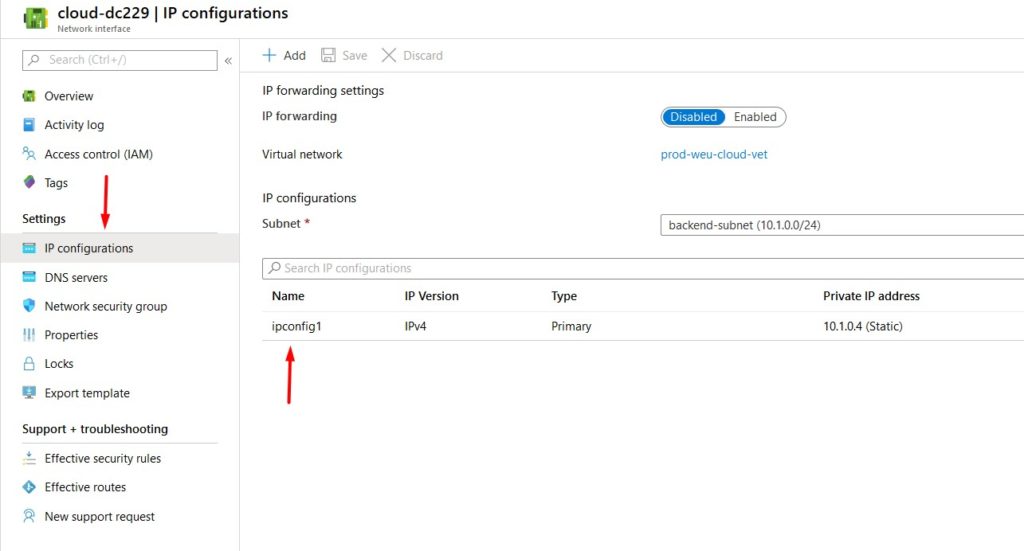 cloud-dc229 | IP configurations
Network interface
Search (Ctrl+/)
«
Overview
Activity log
Access control (IAM)
Tags
Settings
IP configurations
DNS servers
Network security group
Properties
Locks
Export template
Support + troubleshooting
Effective security rules
Effective routes
New support request
Add Save Discard
IP forwarding settings
IP forwarding Disabled Enabled
Virtual network prod-weu-cloud-vet
IP configurations
Subnet * backend-subnet (10.1.0.0/24)
Search IP configurations
Name IP Version Type Private IP address
ipconfig1 IPv4 Primary 10.1.0.4 (Static)